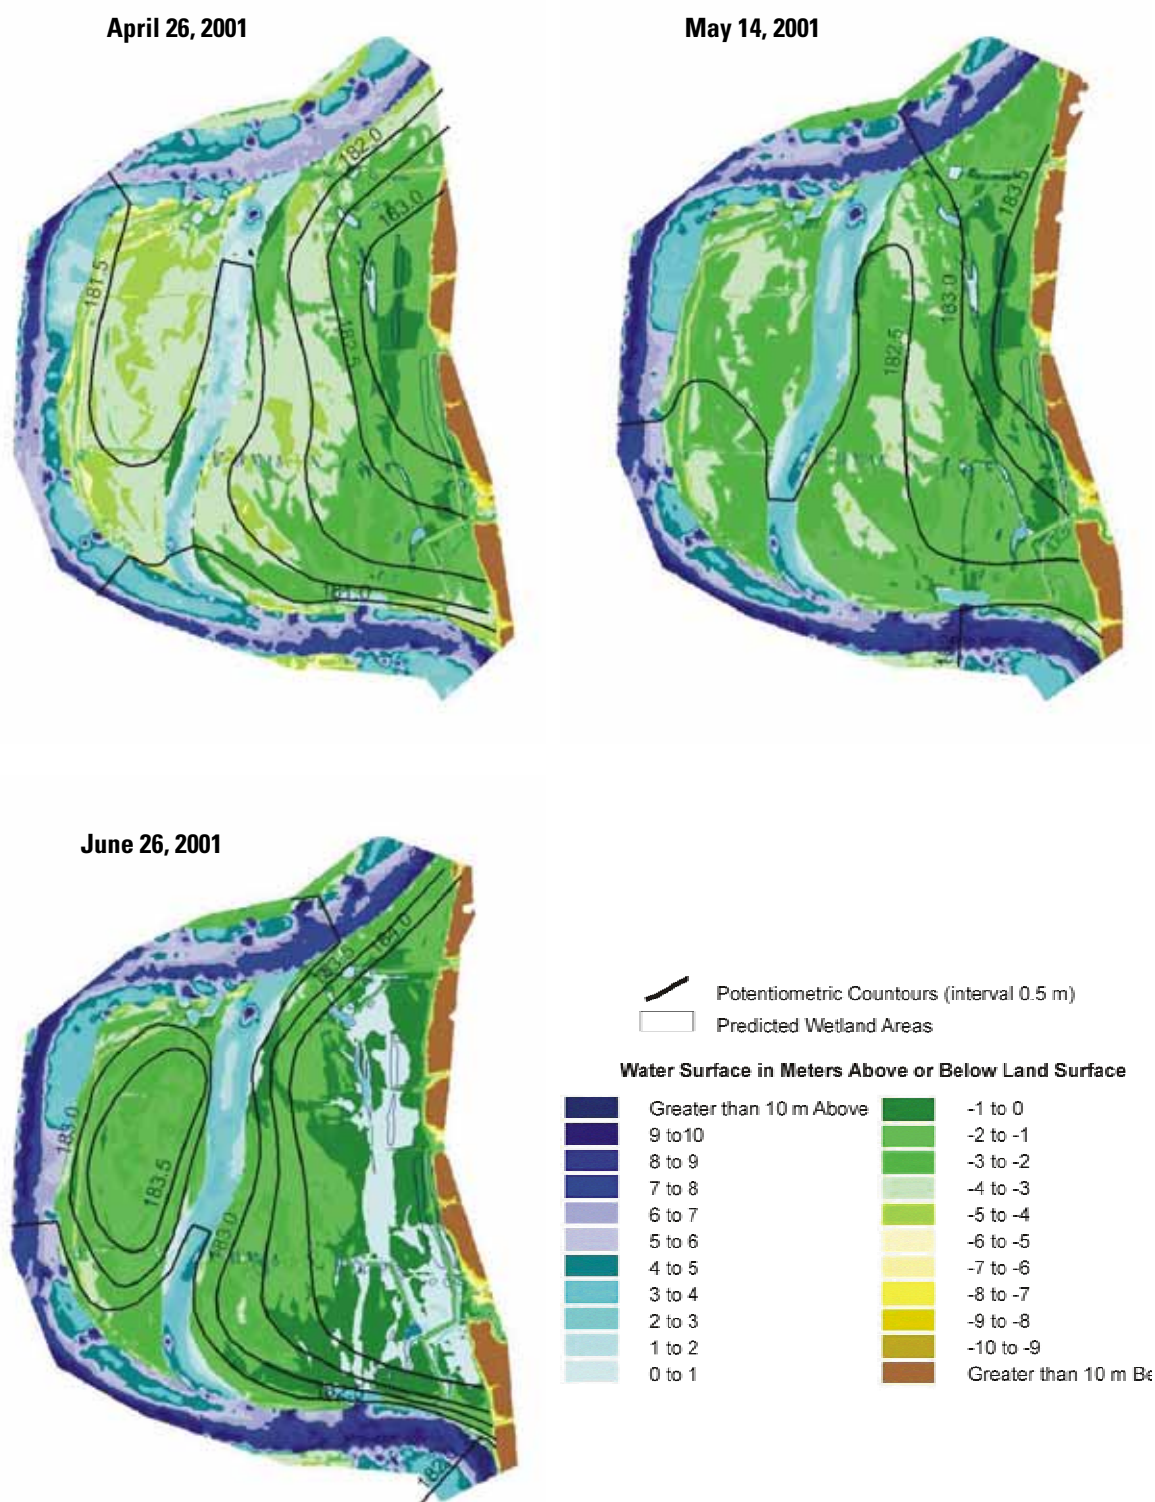 April 26, 2001
May 14, 2001
182.0
183.0
181.5
182.5
181.0
183.5
183.0
182.5
June 26, 2001
184.0
183.5
183.0
183.5
183.0
182.0
Potentiometric Countours (interval 0.5 m)
Predicted Wetland Areas
Water Surface in Meters Above or Below Land Surface
Greater than 10 m Above
9 to10
8 to 9
7 to 8
6 to 7
5 to 6
4 to 5
3 to 4
2 to 3
1 to 2
0 to 1
-1 to 0
-2 to -1
-3 to -2
-4 to -3
-5 to -4
-6 to -5
-7 to -6
-8 to -7
-9 to -8
-10 to -9
Greater than 10 m Be